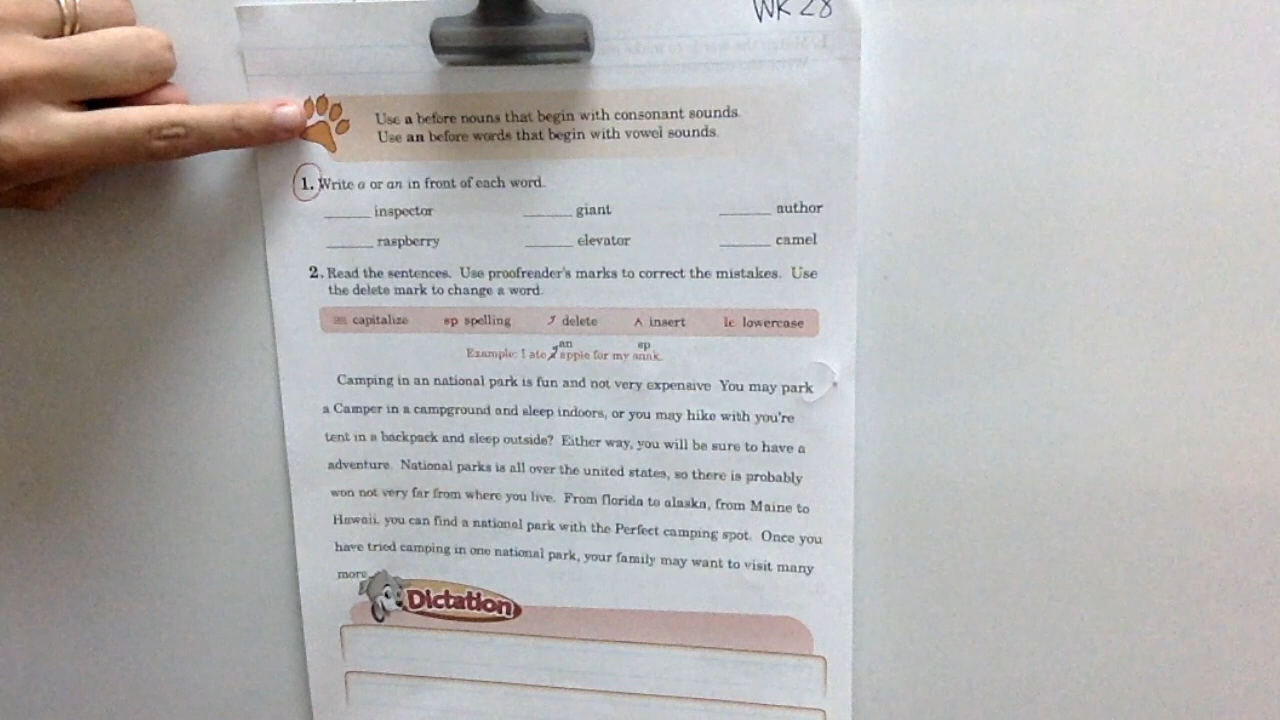 WK 28
Use a before nouns that begin with consonant sounds.
Use an before words that begin with vowel sounds.
1. Write a or an in front of each word.
_____ inspector _____ giant _____ author
_____ raspberry _____ elevator _____ camel
2. Read the sentences. Use proofreader's marks to correct the mistakes. Use
the delete mark to change a word.
capitalize sp spelling delete ^ insert lc lowercase
an sp
Example: I ate apple for my
Camping in an national park is fun and not very expensive You may park
a Camper in a campground and sleep indoors, or you may hike with you're
tent in a backpack and sleep outside? Either way, you will be sure to have a
adventure. National parks is all over the united states, so there is probably
won not very far from where you live. From florida to alaska, from Maine to
Hawaii, you can find a national park with the Perfect camping spot. Once you
have tried camping in one national park, your family may want to visit many
more
Dictation